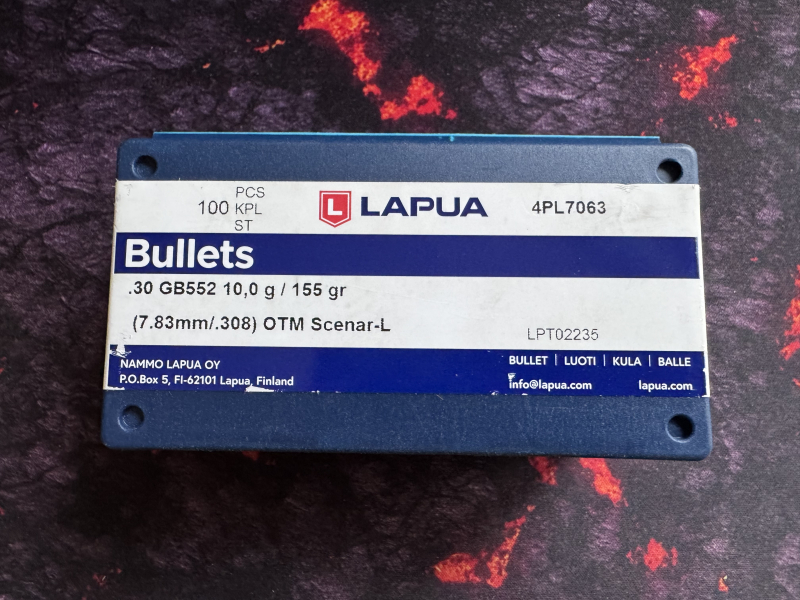 PCS
100 KPL
ST
L LAPUA
4PL7063
Bullets
.30 GB552 10,0 g / 155 gr
(7.83mm/.308) OTM Scenar-L
LPT02235
NAMMO LAPUA OY
P.O.Box 5, FI-62101 Lapua, Finland
BULLET | LUOTI | KULA | BALLE
info@lapua.com
lapua.com